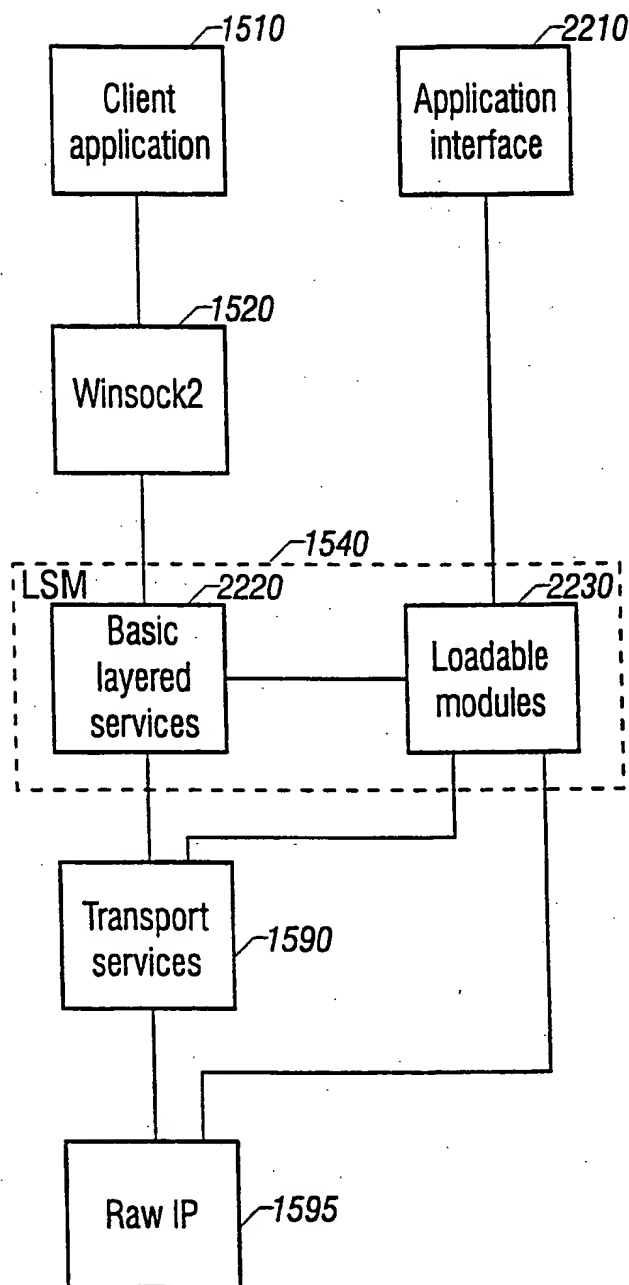 1510
Client
application
2210
Application
interface
1520
Winsock2
1540
LSM
2220
Basic
layered
services
2230
Loadable
modules
Transport
services
1590
Raw IP
1595